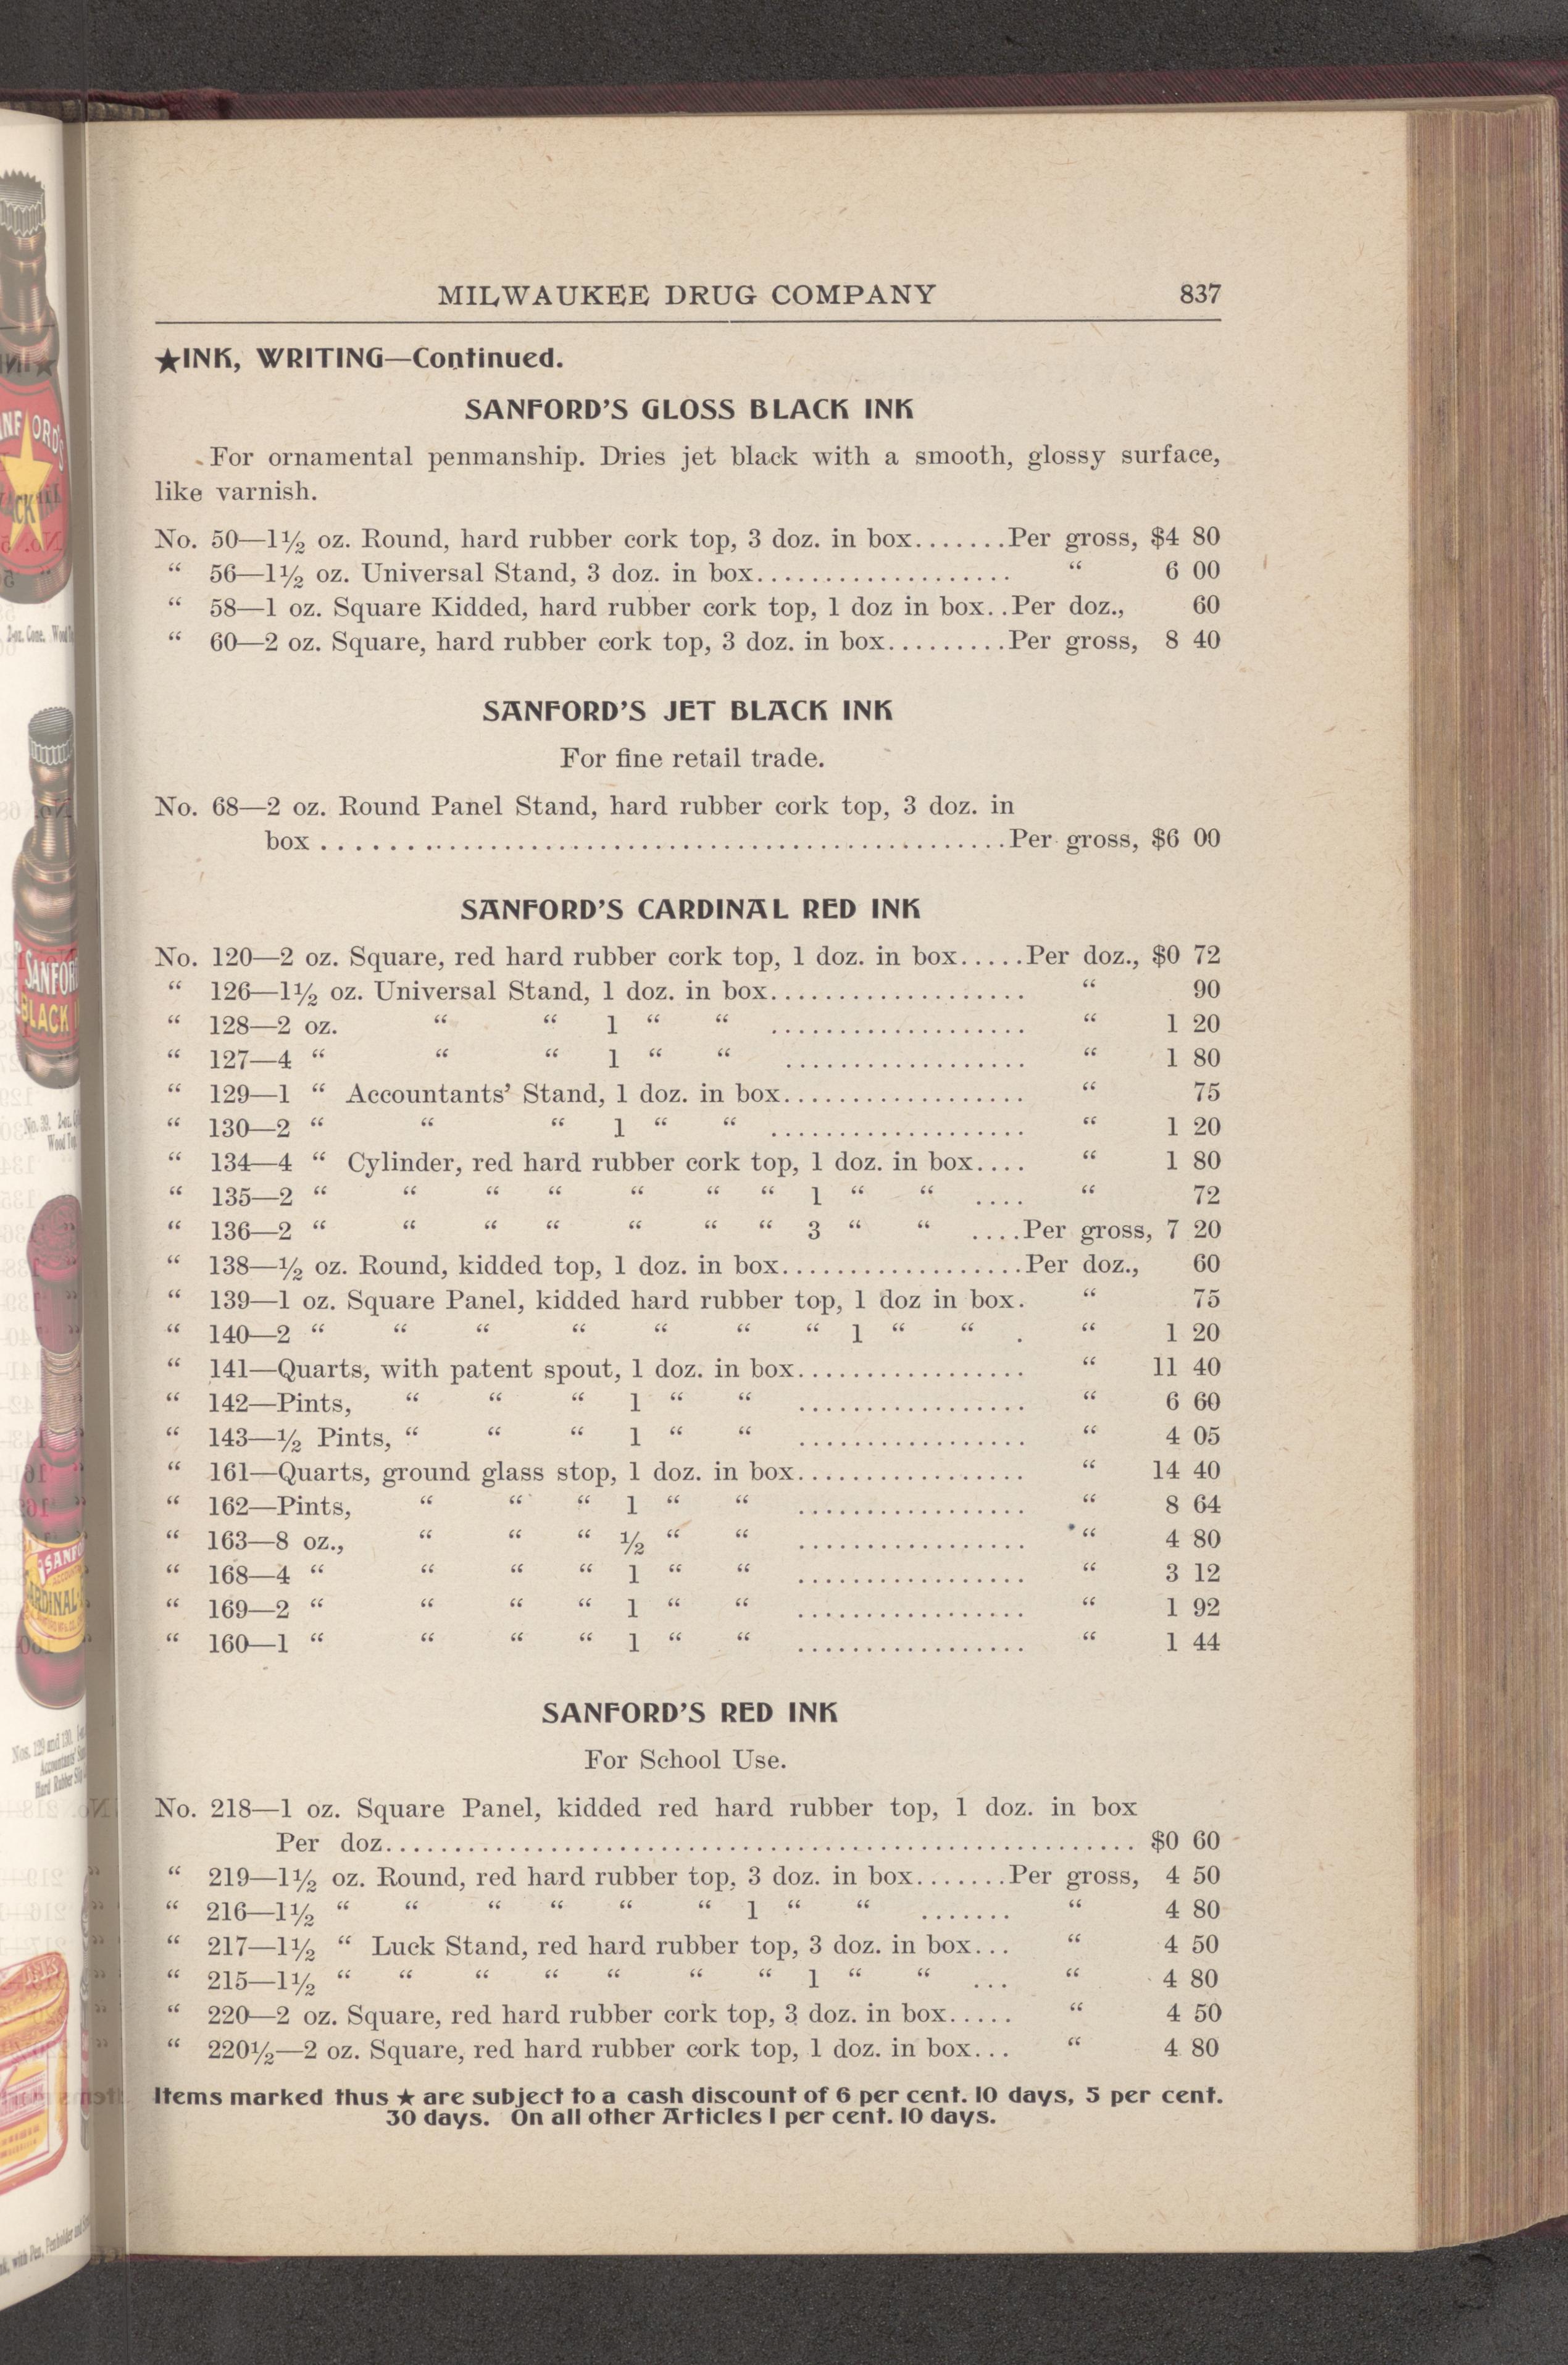 MILWAUKEE DRUG COMPANY 837
★INK, WRITING—Continued.
SANFORD'S GLOSS BLACK INK
For ornamental penmanship. Dries jet black with a smooth, glossy surface,
like varnish.
No. 50—1½ oz. Round, hard rubber cork top, 3 doz. in box.......Per gross, $4 80
“ 56—1½ oz. Universal Stand, 3 doz. in box................... “ 6 00
“ 58—1 oz. Square Kidded, hard rubber cork top, 1 doz in box..Per doz., 60
“ 60—2 oz. Square, hard rubber cork top, 3 doz. in box.........Per gross, 8 40
SANFORD'S JET BLACK INK
For fine retail trade.
No. 68—2 oz. Round Panel Stand, hard rubber cork top, 3 doz. in
box..................................................Per gross, $6 00
SANFORD'S CARDINAL RED INK
No. 120—2 oz. Square, red hard rubber cork top, 1 doz. in box.....Per doz., $0 72
“ 126—1½ oz. Universal Stand, 1 doz. in box................... “ 90
“ 128—2 oz. “ “ 1 “ “ ................... “ 1 20
“ 127—4 “ “ “ 1 “ “ .................. “ 1 80
“ 129—1 “ Accountants' Stand, 1 doz. in box.................. “ 75
“ 130—2 “ “ “ 1 “ “ ................... “ 1 20
“ 134—4 “ Cylinder, red hard rubber cork top, 1 doz. in box.... “ 1 80
“ 135—2 “ “ “ “ “ “ “ 1 “ “ .... “ 72
“ 136—2 “ “ “ “ “ “ “ 3 “ “ ....Per gross, 7 20
“ 138—½ oz. Round, kidded top, 1 doz. in box..................Per doz., 60
“ 139—1 oz. Square Panel, kidded hard rubber top, 1 doz in box. “ 75
“ 140—2 “ “ “ “ “ “ “ 1 “ “ . “ 1 20
“ 141—Quarts, with patent spout, 1 doz. in box................. “ 11 40
“ 142—Pints, “ “ “ 1 “ “ ................. “ 6 60
“ 143—½ Pints, “ “ “ 1 “ “ ................. “ 4 05
“ 161—Quarts, ground glass stop, 1 doz. in box................. “ 14 40
“ 162—Pints, “ “ “ 1 “ “ ................. “ 8 64
“ 163—8 oz., “ “ “ ½ “ “ ................. “ 4 80
“ 168—4 “ “ “ “ 1 “ “ ................. “ 3 12
“ 169—2 “ “ “ “ 1 “ “ ................. “ 1 92
“ 160—1 “ “ “ “ 1 “ “ ................. “ 1 44
SANFORD'S RED INK
For School Use.
No. 218—1 oz. Square Panel, kidded red hard rubber top, 1 doz. in box
Per doz....................................................... $0 60
“ 219—1½ oz. Round, red hard rubber top, 3 doz. in box.......Per gross, 4 50
“ 216—1½ “ “ “ “ “ “ 1 “ “ ....... “ 4 80
“ 217—1½ “ Luck Stand, red hard rubber top, 3 doz. in box... “ 4 50
“ 215—1½ “ “ “ “ “ “ “ 1 “ “ ... “ 4 80
“ 220—2 oz. Square, red hard rubber cork top, 3 doz. in box..... “ 4 50
“ 220½—2 oz. Square, red hard rubber cork top, 1 doz. in box... “ 4 80
Items marked thus ★ are subject to a cash discount of 6 per cent. 10 days, 5 per cent.
30 days. On all other Articles 1 per cent. 10 days.